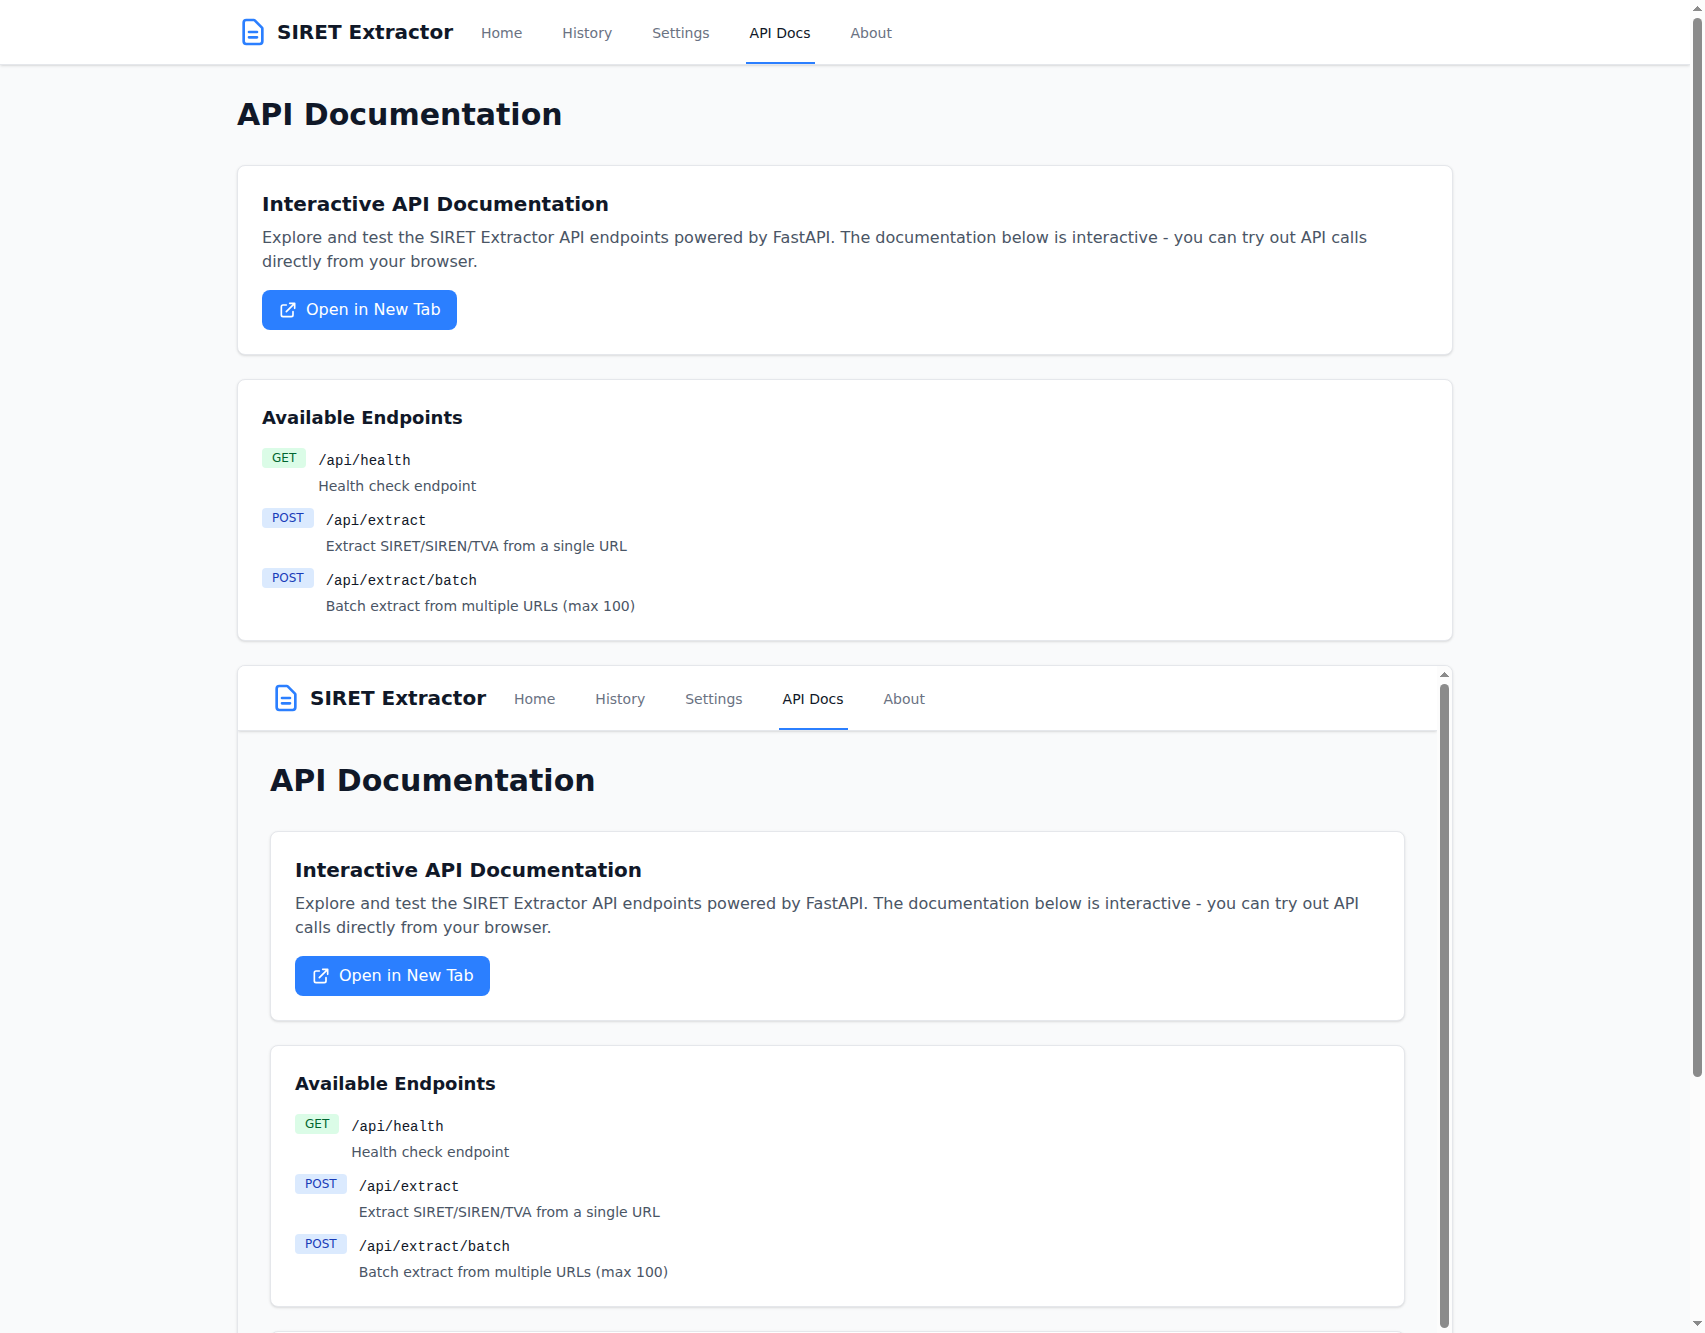 SIRET Extractor Home History Settings API Docs About
API Documentation
Interactive API Documentation
Explore and test the SIRET Extractor API endpoints powered by FastAPI. The documentation below is interactive - you can try out API calls
directly from your browser.
Open in New Tab
Available Endpoints
GET /api/health
Health check endpoint
POST /api/extract
Extract SIRET/SIREN/TVA from a single URL
POST /api/extract/batch
Batch extract from multiple URLs (max 100)
SIRET Extractor Home History Settings API Docs About
API Documentation
Interactive API Documentation
Explore and test the SIRET Extractor API endpoints powered by FastAPI. The documentation below is interactive - you can try out API
calls directly from your browser.
Open in New Tab
Available Endpoints
GET /api/health
Health check endpoint
POST /api/extract
Extract SIRET/SIREN/TVA from a single URL
POST /api/extract/batch
Batch extract from multiple URLs (max 100)